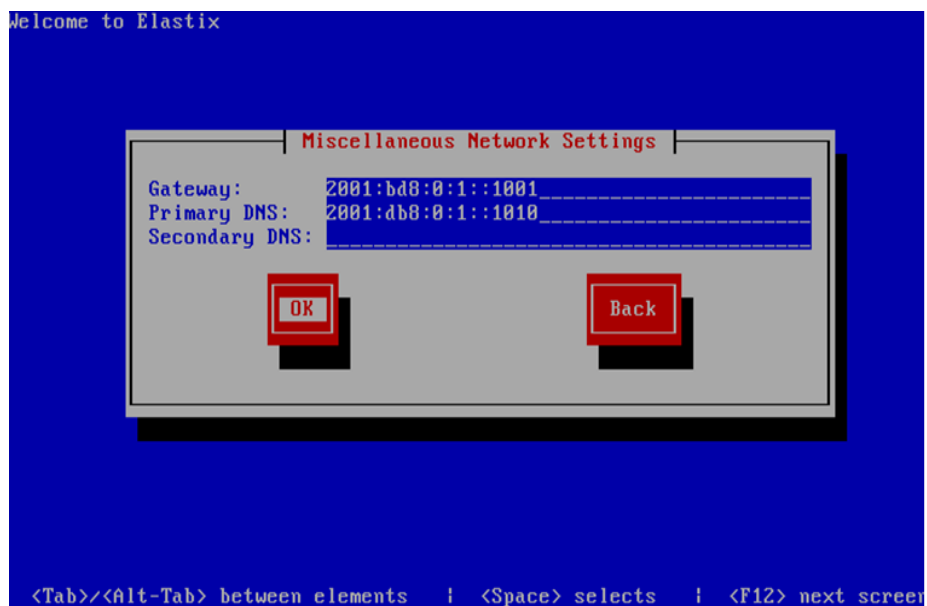 Welcome to Elastix
Miscellaneous Network Settings
Gateway: 2001:bd8:0:1::1001
Primary DNS: 2001:db8:0:1::1010
Secondary DNS:
OK Back
<Tab>/<Alt-Tab> between elements | <Space> selects | <F12> next screen